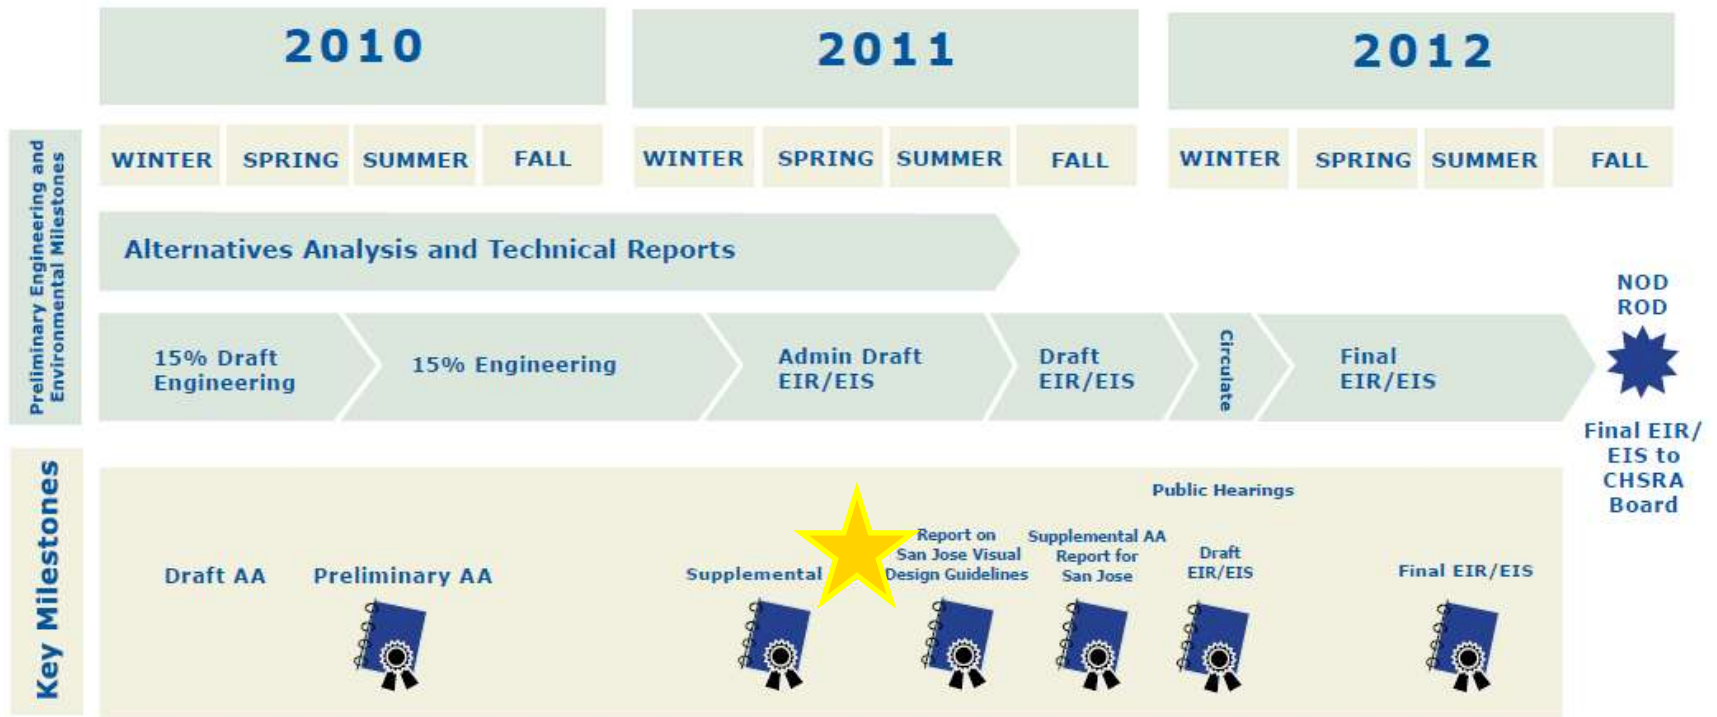 2010
2011
2012
WINTER
SPRING
SUMMER
FALL
WINTER
SPRING
SUMMER
FALL
WINTER
SPRING
SUMMER
FALL
Preliminary Engineering and
Environmental Milestones
Alternatives Analysis and Technical Reports
15% Draft
Engineering
15% Engineering
Admin Draft
EIR/EIS
Draft
EIR/EIS
Circulate
Final
EIR/EIS
NOD
ROD
Final EIR/
EIS to
CHSRA
Board
Key Milestones
Draft AA
Preliminary AA
Supplemental
Report on
San Jose Visual
Design Guidelines
Supplemental AA
Report for
San Jose
Public Hearings
Draft
EIR/EIS
Final EIR/EIS